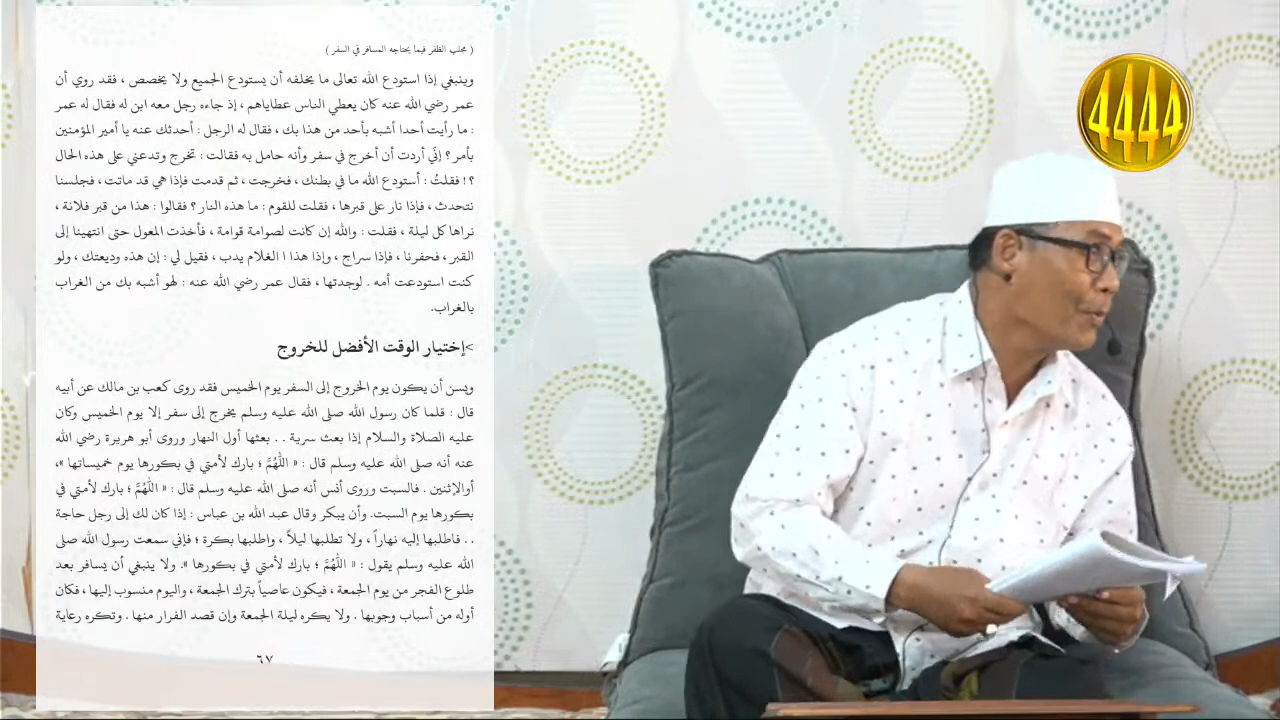 ( مجلب الظفر فيما يحتاجه المسافر في السفر )
وينبغي إذا استودع الله تعالى ما يخلفه أن يستودع الجميع ولا يخصص ، فقد روي أن
عمر رضي الله عنه كان يعطي الناس عطاياهم ، إذ جاءه رجل معه ابن له فقال له عمر
: ما رأيت أحدا أشبه بأحد من هذا بك ، فقال له الرجل : أحدثك عنه يا أمير المؤمنين
بأمر ؟ إنّي أردت أن أخرج في سفر وأنه حامل به فقالت : تخرج وتدعني على هذه الحال
؟! فقلتُ : أستودع الله ما في بطنك ، فخرجت ، ثم قدمت فإذا هي قد ماتت ، فجلسنا
نتحدث ، فإذا نار على قبرها ، فقلت للقوم : ما هذه النار ؟ فقالوا : هذا من قبر فلانة ،
نراها كل ليلة ، فقلت : والله إن كانت لصوامة قوامة ، فأخذت المعول حتى انتهينا إلى
القبر ، فحفرنا ، فإذا سراج ، وإذا هذا ا الغلام يدب ، فقيل لي : إن هذه وديعتك ، ولو
كنت استودعت أمه . لوجدتها ، فقال عمر رضي الله عنه : لهو أشبه بك من الغراب
بالغراب.
>إختيار الوقت الأفضل للخروج
ويسن أن يكون يوم الخروج إلى السفر يوم الخميس فقد روى كعب بن مالك عن أبيه
قال : قلما كان رسول الله صلى الله عليه وسلم يخرج إلى سفر إلا يوم الخميس وكان
عليه الصلاة والسلام إذا بعث سرية . . بعثها أول النهار وروى أبو هريرة رضي الله
عنه أنه صلى الله عليه وسلم قال : « اللّٰهُمَّ ؛ بارك لأمتي في بكورها يوم خميساتها »،
أوالإثنين . فالسبت وروى أنس أنه صلى الله عليه وسلم قال : « اللّٰهُمَّ ؛ بارك لأمتي في
بكورها يوم السبت. وأن يبكر وقال عبد الله بن عباس : إذا كان لك إلى رجل حاجة
. . فاطلبها إليه نهاراً ، ولا تطلبها ليلاً ، واطلبها بكرة ؛ فإني سمعت رسول الله صلى
الله عليه وسلم يقول : « اللّٰهُمَّ ؛ بارك لأمتي في بكورها ». ولا ينبغي أن يسافر بعد
طلوع الفجر من يوم الجمعة ، فيكون عاصياً بترك الجمعة ، واليوم منسوب إليها ، فكان
أوله من أسباب وجوبها . ولا يكره ليلة الجمعة وإن قصد الفرار منها . وتكره رعاية
٦٧
4444